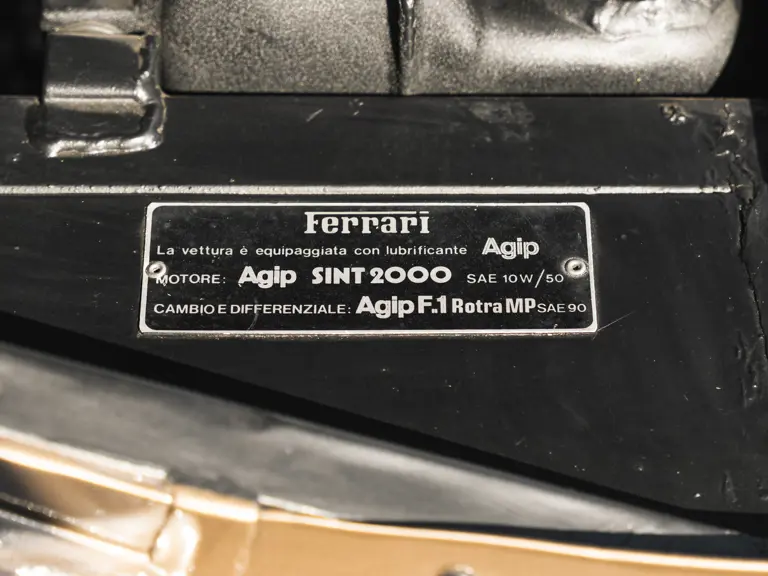 Ferrari
La vettura è equipaggiata con lubrificante Agip
MOTORE: Agip SINT 2000 SAE 10W/50
CAMBIO E DIFFERENZIALE: Agip F.1 Rotra MP SAE 90